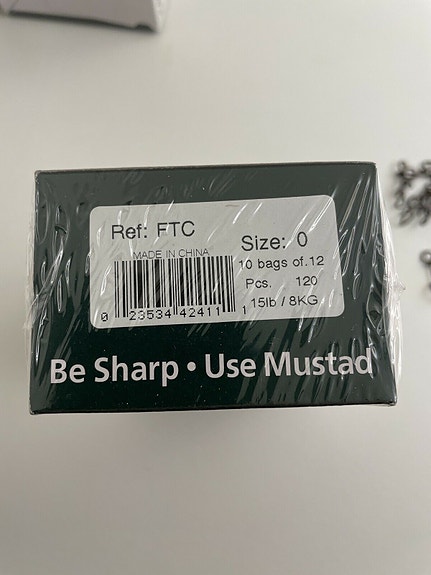 Ref: FTC
MADE IN CHINA
Size: 0
10 bags of.12
Pcs. 120
15lb / 8KG
0 23534 42411 1
Be Sharp • Use Mustad